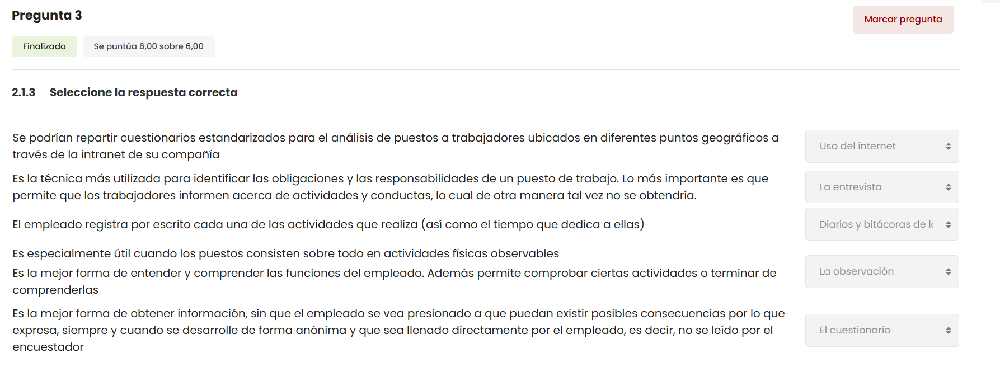 Pregunta 3
Marcar pregunta
Finalizado
Se puntúa 6,00 sobre 6,00
2.1.3 Seleccione la respuesta correcta
Se podrían repartir cuestionarios estandarizados para el análisis de puestos a trabajadores ubicados en diferentes puntos geográficos a
través de la intranet de su compañía
Uso del internet
Es la técnica más utilizada para identificar las obligaciones y las responsabilidades de un puesto de trabajo. Lo más importante es que
permite que los trabajadores informen acerca de actividades y conductas, lo cual de otra manera tal vez no se obtendría.
La entrevista
El empleado registra por escrito cada una de las actividades que realiza (así como el tiempo que dedica a ellas)
Diarios y bitácoras de
Es especialmente útil cuando los puestos consisten sobre todo en actividades físicas observables
Es la mejor forma de entender y comprender las funciones del empleado. Además permite comprobar ciertas actividades o terminar de
comprenderlas
La observación
Es la mejor forma de obtener información, sin que el empleado se vea presionado a que puedan existir posibles consecuencias por lo que
expresa, siempre y cuando se desarrolle de forma anónima y que sea llenado directamente por el empleado, es decir, no se leído por el
encuestador
El cuestionario